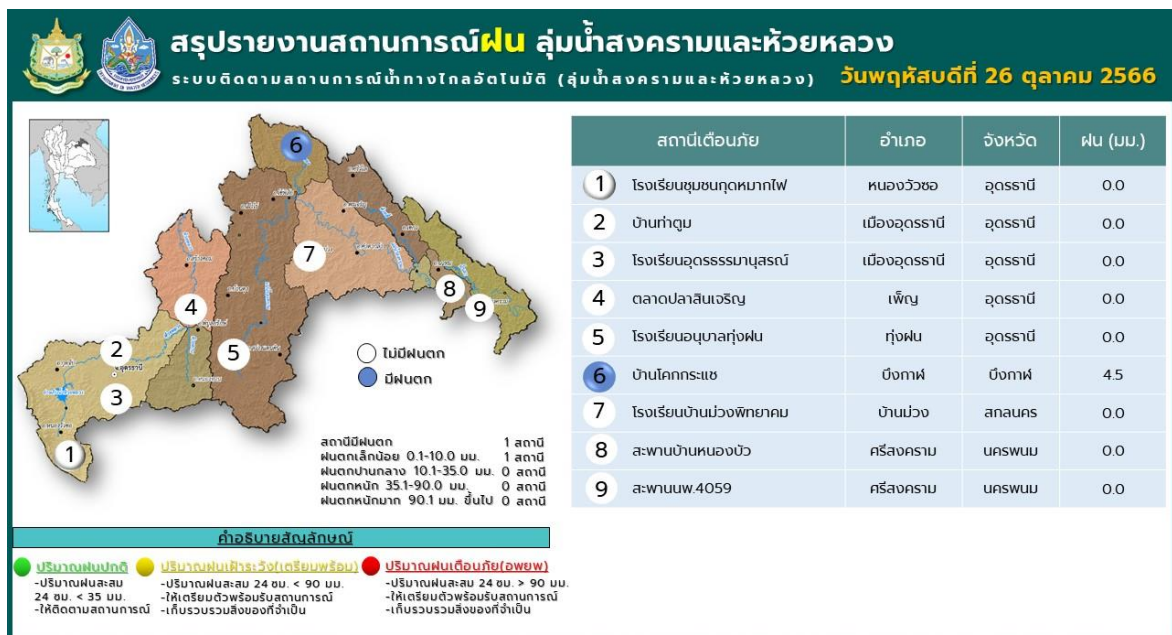 สรุปรายงานสถานการณ์ฝน ลุ่มน้ำสงครามและห้วยหลวง
ระบบติดตามสถานการณ์น้ำทางไกลอัตโนมัติ (ลุ่มน้ำสงครามและห้วยหลวง) วันพฤหัสบดีที่ 26 ตุลาคม 2566
6
7
8
9
4
5
2
อ.อุดรธานี
3
1
ไม่มีฝนตก
มีฝนตก
สถานีมีฝนตก 1 สถานี
ฝนตกเล็กน้อย 0.1-10.0 มม. 1 สถานี
ฝนตกปานกลาง 10.1-35.0 มม. 0 สถานี
ฝนตกหนัก 35.1-90.0 มม. 0 สถานี
ฝนตกหนักมาก 90.1 มม. ขึ้นไป 0 สถานี
สถานีเตือนภัย อำเภอ จังหวัด ฝน (มม.)
1 โรงเรียนชุมชนกุดหมากไฟ หนองวัวซอ อุดรธานี 0.0
2 บ้านท่าตูม เมืองอุดรธานี อุดรธานี 0.0
3 โรงเรียนอุดรธรรมานุสรณ์ เมืองอุดรธานี อุดรธานี 0.0
4 ตลาดปลาสินเจริญ เพ็ญ อุดรธานี 0.0
5 โรงเรียนอนุบาลทุ่งฝน ทุ่งฝน อุดรธานี 0.0
6 บ้านโคกกระแซ บึงกาฬ บึงกาฬ 4.5
7 โรงเรียนบ้านม่วงพิทยาคม บ้านม่วง สกลนคร 0.0
8 สะพานบ้านหนองบัว ศรีสงคราม นครพนม 0.0
9 สะพานนพ.4059 ศรีสงคราม นครพนม 0.0
คำอธิบายสัญลักษณ์
ปริมาณฝนปกติ
-ปริมาณฝนสะสม
24 ชม. < 35 มม.
-ให้ติดตามสถานการณ์
ปริมาณฝนเฝ้าระวัง(เตรียมพร้อม)
-ปริมาณฝนสะสม 24 ชม. < 90 มม.
-ให้เตรียมตัวพร้อมรับสถานการณ์
-เก็บรวบรวมสิ่งของที่จำเป็น
ปริมาณฝนเตือนภัย(อพยพ)
-ปริมาณฝนสะสม 24 ชม. > 90 มม.
-ให้เตรียมตัวพร้อมรับสถานการณ์
-เก็บรวบรวมสิ่งของที่จำเป็น